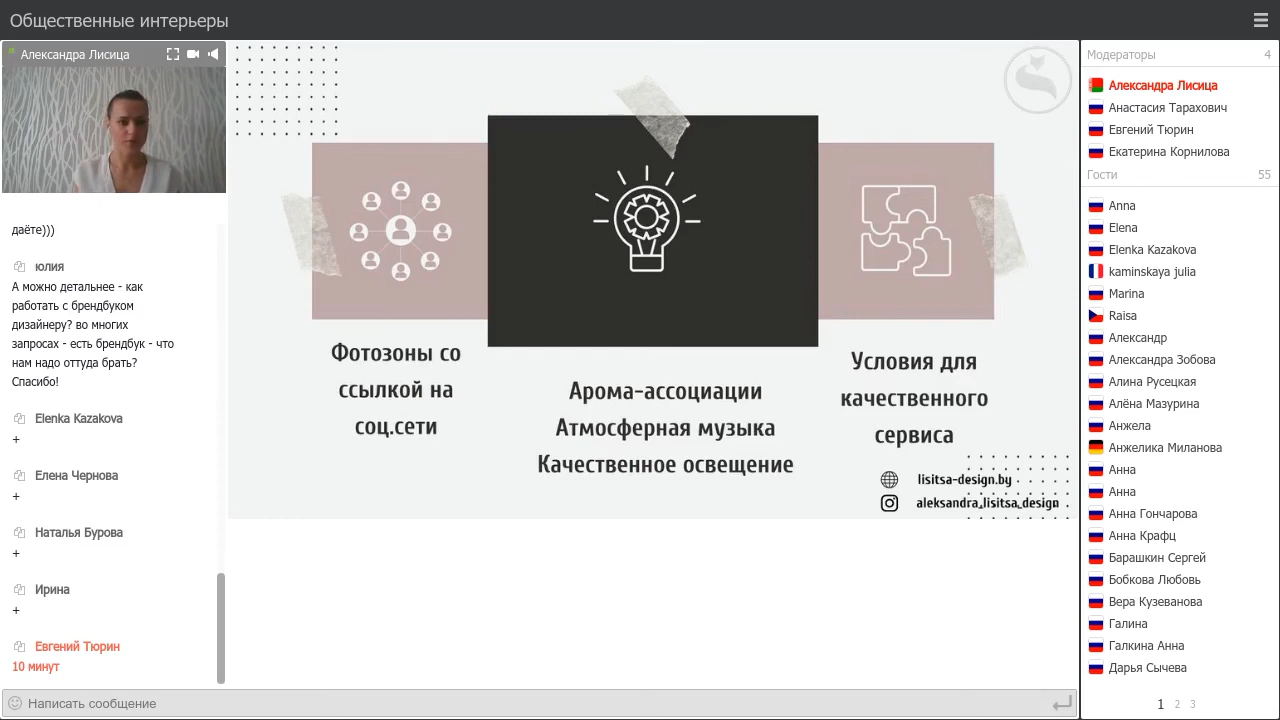 Общественные интерьеры
Александра Лисица
даёте)))
юлия
А можно детальнее - как
работать с брендбуком
дизайнеру? во многих
запросах - есть брендбук - что
нам надо оттуда брать?
Спасибо!
Elenka Kazakova
+
Елена Чернова
+
Наталья Бурова
+
Ирина
+
Евгений Тюрин
10 минут
Написать сообщение
Фотозоны со
ссылкой на
соц.сети
Арома-ассоциации
Атмосферная музыка
Качественное освещение
Условия для
качественного
сервиса
lisitsa-design.by
aleksandra_lisitsa_design
Модераторы 4
Александра Лисица
Анастасия Тарахович
Евгений Тюрин
Екатерина Корнилова
Гости 55
Anna
Elena
Elenka Kazakova
kaminskaya julia
Marina
Raisa
Александр
Александра Зобова
Алина Русецкая
Алёна Мазурина
Анжела
Анжелика Миланова
Анна
Анна
Анна Гончарова
Анна Крафц
Барашкин Сергей
Бобкова Любовь
Вера Кузеванова
Галина
Галкина Анна
Дарья Сычева
1 2 3